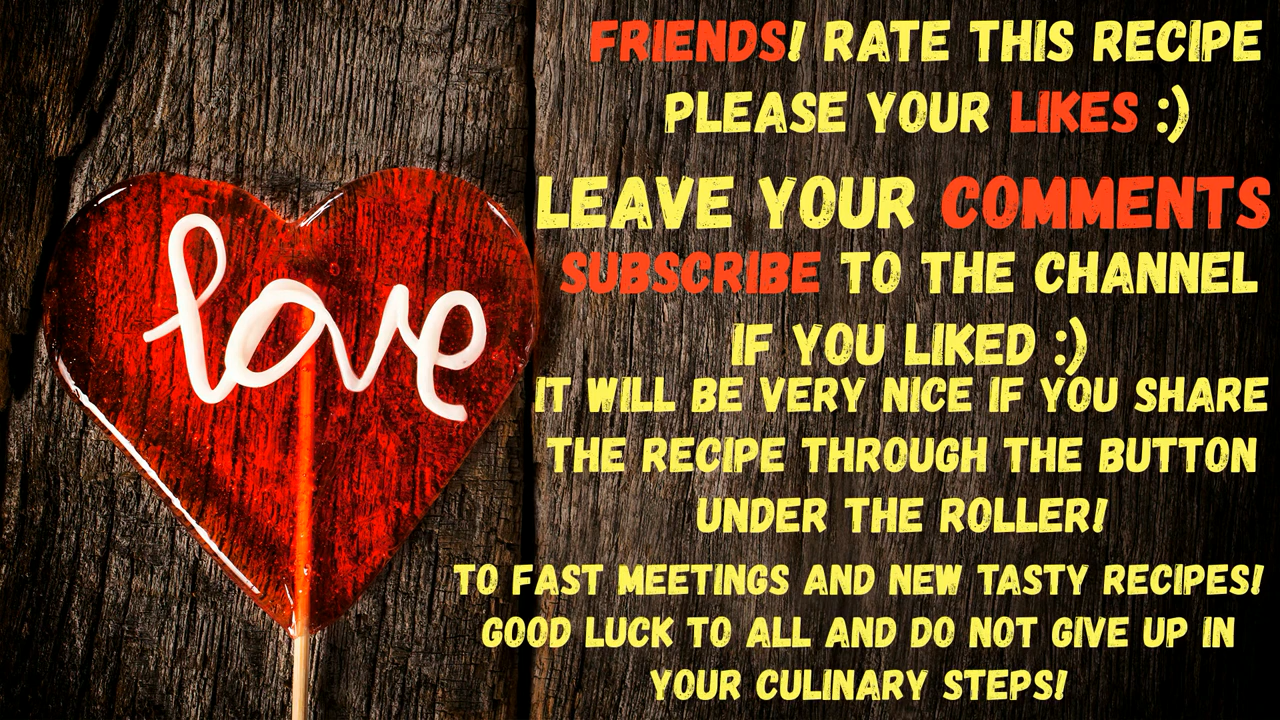 love
FRIENDS! RATE THIS RECIPE
PLEASE YOUR LIKES :)
LEAVE YOUR COMMENTS
SUBSCRIBE TO THE CHANNEL
IF YOU LIKED :)
IT WILL BE VERY NICE IF YOU SHARE
THE RECIPE THROUGH THE BUTTON
UNDER THE ROLLER!
TO FAST MEETINGS AND NEW TASTY RECIPES!
GOOD LUCK TO ALL AND DO NOT GIVE UP IN
YOUR CULINARY STEPS!